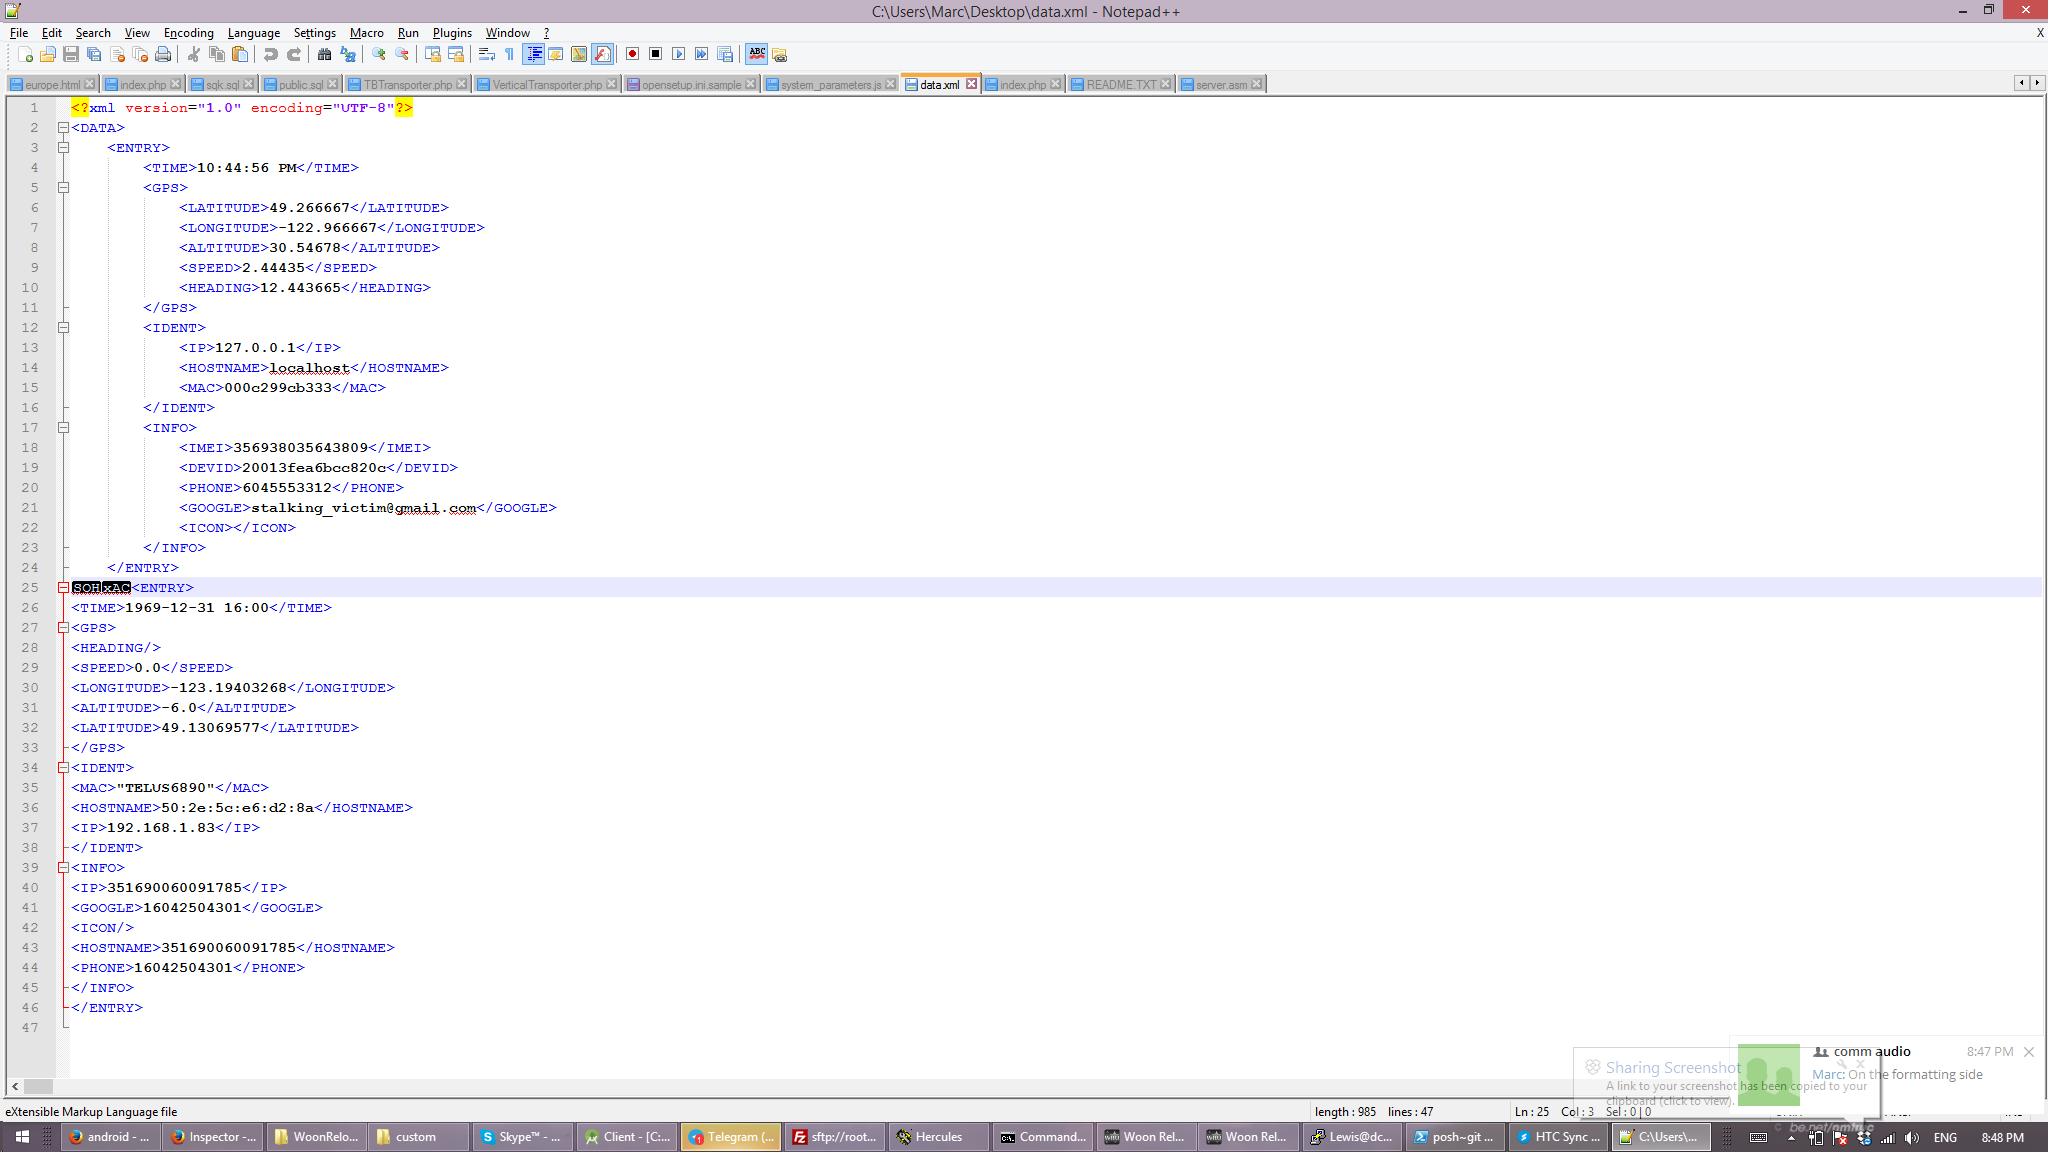 C:\Users\Marc\Desktop\data.xml - Notepad++
File Edit Search View Encoding Language Settings Macro Run Plugins Window ? X
europe.html index.php sqk.sql public.sql TBTransporter.php VerticalTransporter.php opensetup.ini.sample system_parameters.js data.xml index.php README.TXT server.asm
1 <?xml version="1.0" encoding="UTF-8"?>
2 <DATA>
3 <ENTRY>
4 <TIME>10:44:56 PM</TIME>
5 <GPS>
6 <LATITUDE>49.266667</LATITUDE>
7 <LONGITUDE>-122.966667</LONGITUDE>
8 <ALTITUDE>30.54678</ALTITUDE>
9 <SPEED>2.44435</SPEED>
10 <HEADING>12.443665</HEADING>
11 </GPS>
12 <IDENT>
13 <IP>127.0.0.1</IP>
14 <HOSTNAME>localhost</HOSTNAME>
15 <MAC>000c299cb333</MAC>
16 </IDENT>
17 <INFO>
18 <IMEI>356938035643809</IMEI>
19 <DEVID>20013fea6bcc820c</DEVID>
20 <PHONE>6045553312</PHONE>
21 <GOOGLE>stalking_victim@gmail.com</GOOGLE>
22 <ICON></ICON>
23 </INFO>
24 </ENTRY>
25 SOHxAC<ENTRY>
26 <TIME>1969-12-31 16:00</TIME>
27 <GPS>
28 <HEADING/>
29 <SPEED>0.0</SPEED>
30 <LONGITUDE>-123.19403268</LONGITUDE>
31 <ALTITUDE>-6.0</ALTITUDE>
32 <LATITUDE>49.13069577</LATITUDE>
33 </GPS>
34 <IDENT>
35 <MAC>"TELUS6890"</MAC>
36 <HOSTNAME>50:2e:5c:e6:d2:8a</HOSTNAME>
37 <IP>192.168.1.83</IP>
38 </IDENT>
39 <INFO>
40 <IP>351690060091785</IP>
41 <GOOGLE>16042504301</GOOGLE>
42 <ICON/>
43 <HOSTNAME>351690060091785</HOSTNAME>
44 <PHONE>16042504301</PHONE>
45 </INFO>
46 </ENTRY>
47
comm audio 8:47 PM
Marc: On the formatting side
Sharing Screenshot
A link to your screenshot has been copied to your
clipboard (click to view).
eXtensible Markup Language file length : 985 lines : 47 Ln : 25 Col : 3 Sel : 0 | 0
android - ... Inspector -... WoonRelo... custom Skype™ - ... Client - [C:... Telegram (... sftp://root... Hercules Command... Woon Rel... Woon Rel... Lewis@dc... posh~git ... HTC Sync ... C:\Users\... ENG 8:48 PM